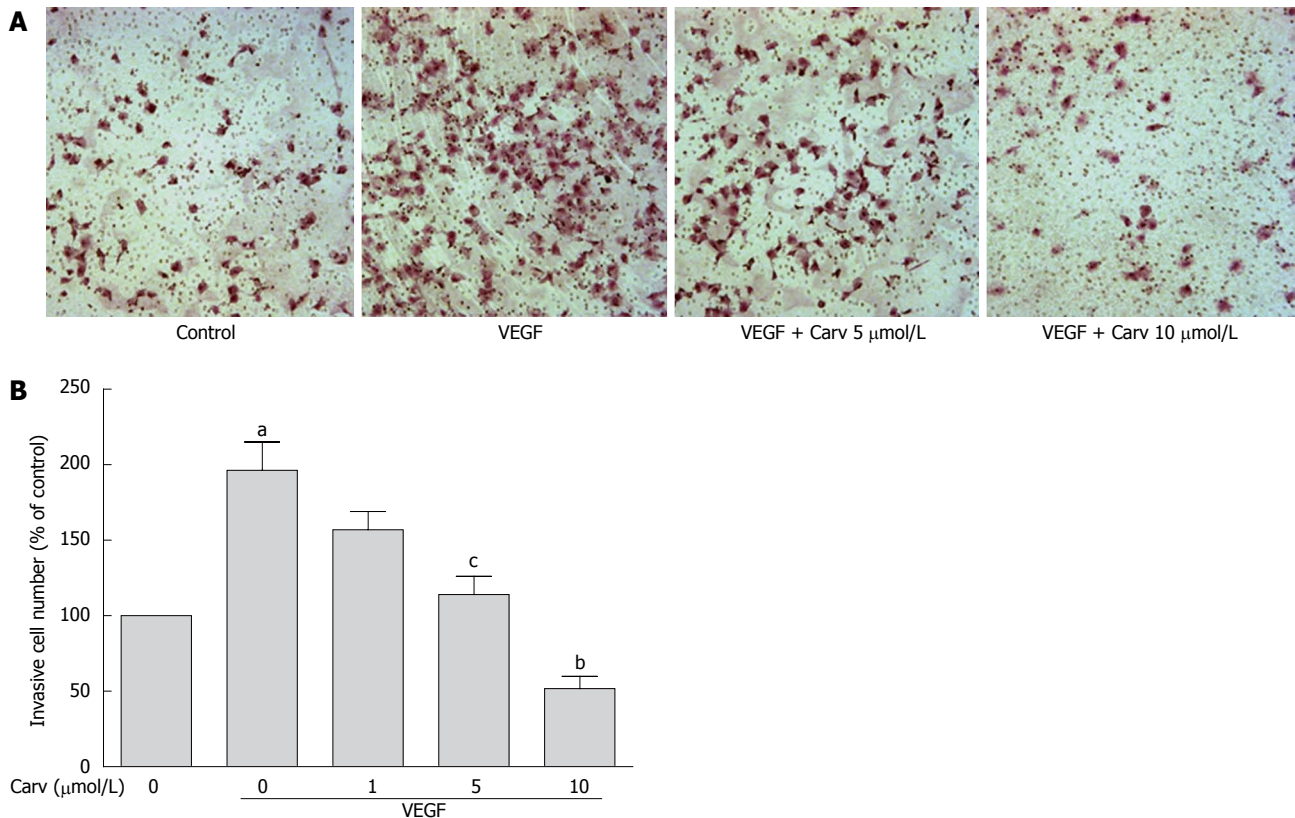 A
Control
VEGF
VEGF + Carv 5 μmol/L
VEGF + Carv 10 μmol/L
B
Invasive cell number (% of control)
250
200
150
100
50
0
a
c
b
Carv (μmol/L) 0 0 1 5 10
VEGF